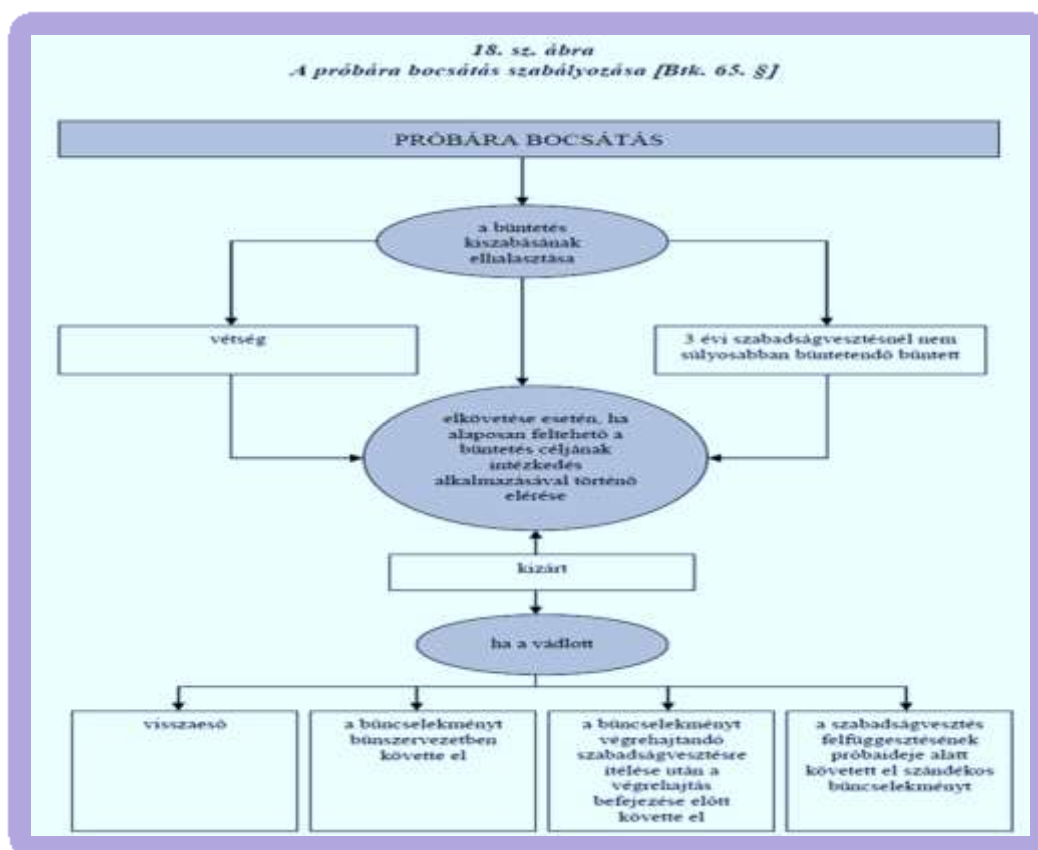 18. sz. ábra
A próbára bocsátás szabályozása [Btk. 65. §]
PRÓBÁRA BOCSÁTÁS
a büntetés
kiszabásának
elhalasztása
vétség
3 évi szabadságvesztésnél nem
súlyosabban büntetendő büntett
elkövetése esetén, ha
alaposan feltehető a
büntetés céljának
intézkedés
alkalmazásával történő
elérése
kizárt
ha a vádlott
visszaeső
a bűncselekményt
bűnszervezetben
követte el
a bűncselekményt
végrehajtandó
szabadságvesztésre
ítélése után a
végrehajtás
befejezése előtt
követte el
a szabadságvesztés
felfüggesztésének
próbaideje alatt
követett el szándékos
bűncselekményt